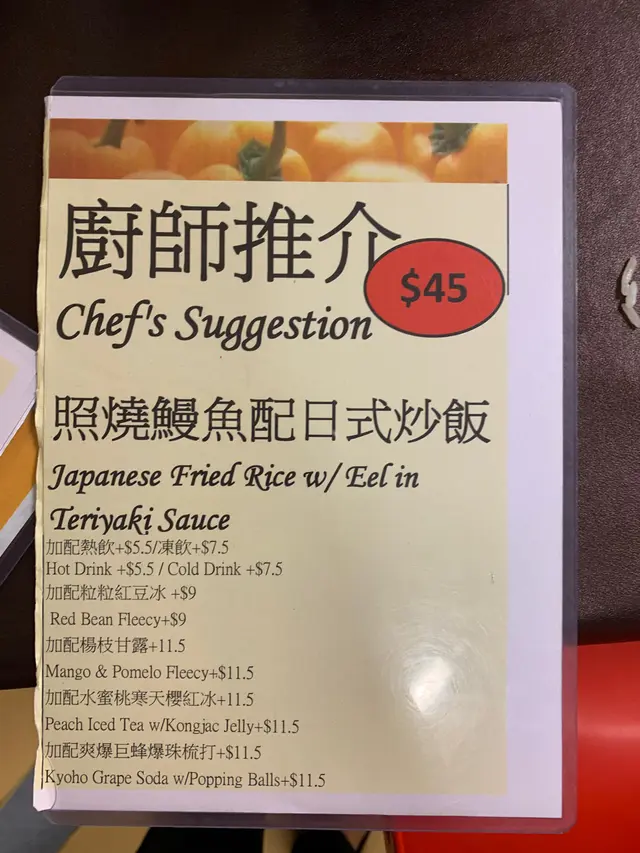 廚師推介
$45
Chef's Suggestion
照燒鰻魚配日式炒飯
Japanese Fried Rice w/ Eel in
Teriyaki Sauce
加配熱飲+$5.5/凍飲+$7.5
Hot Drink +$5.5 / Cold Drink +$7.5
加配粒粒紅豆冰 +$9
Red Bean Fleecy+$9
加配楊枝甘露+11.5
Mango & Pomelo Fleecy+$11.5
加配水蜜桃寒天櫻紅冰+11.5
Peach Iced Tea w/Kongjac Jelly+$11.5
加配爽爆巨蜂爆珠梳打+$11.5
Kyoho Grape Soda w/Popping Balls+$11.5